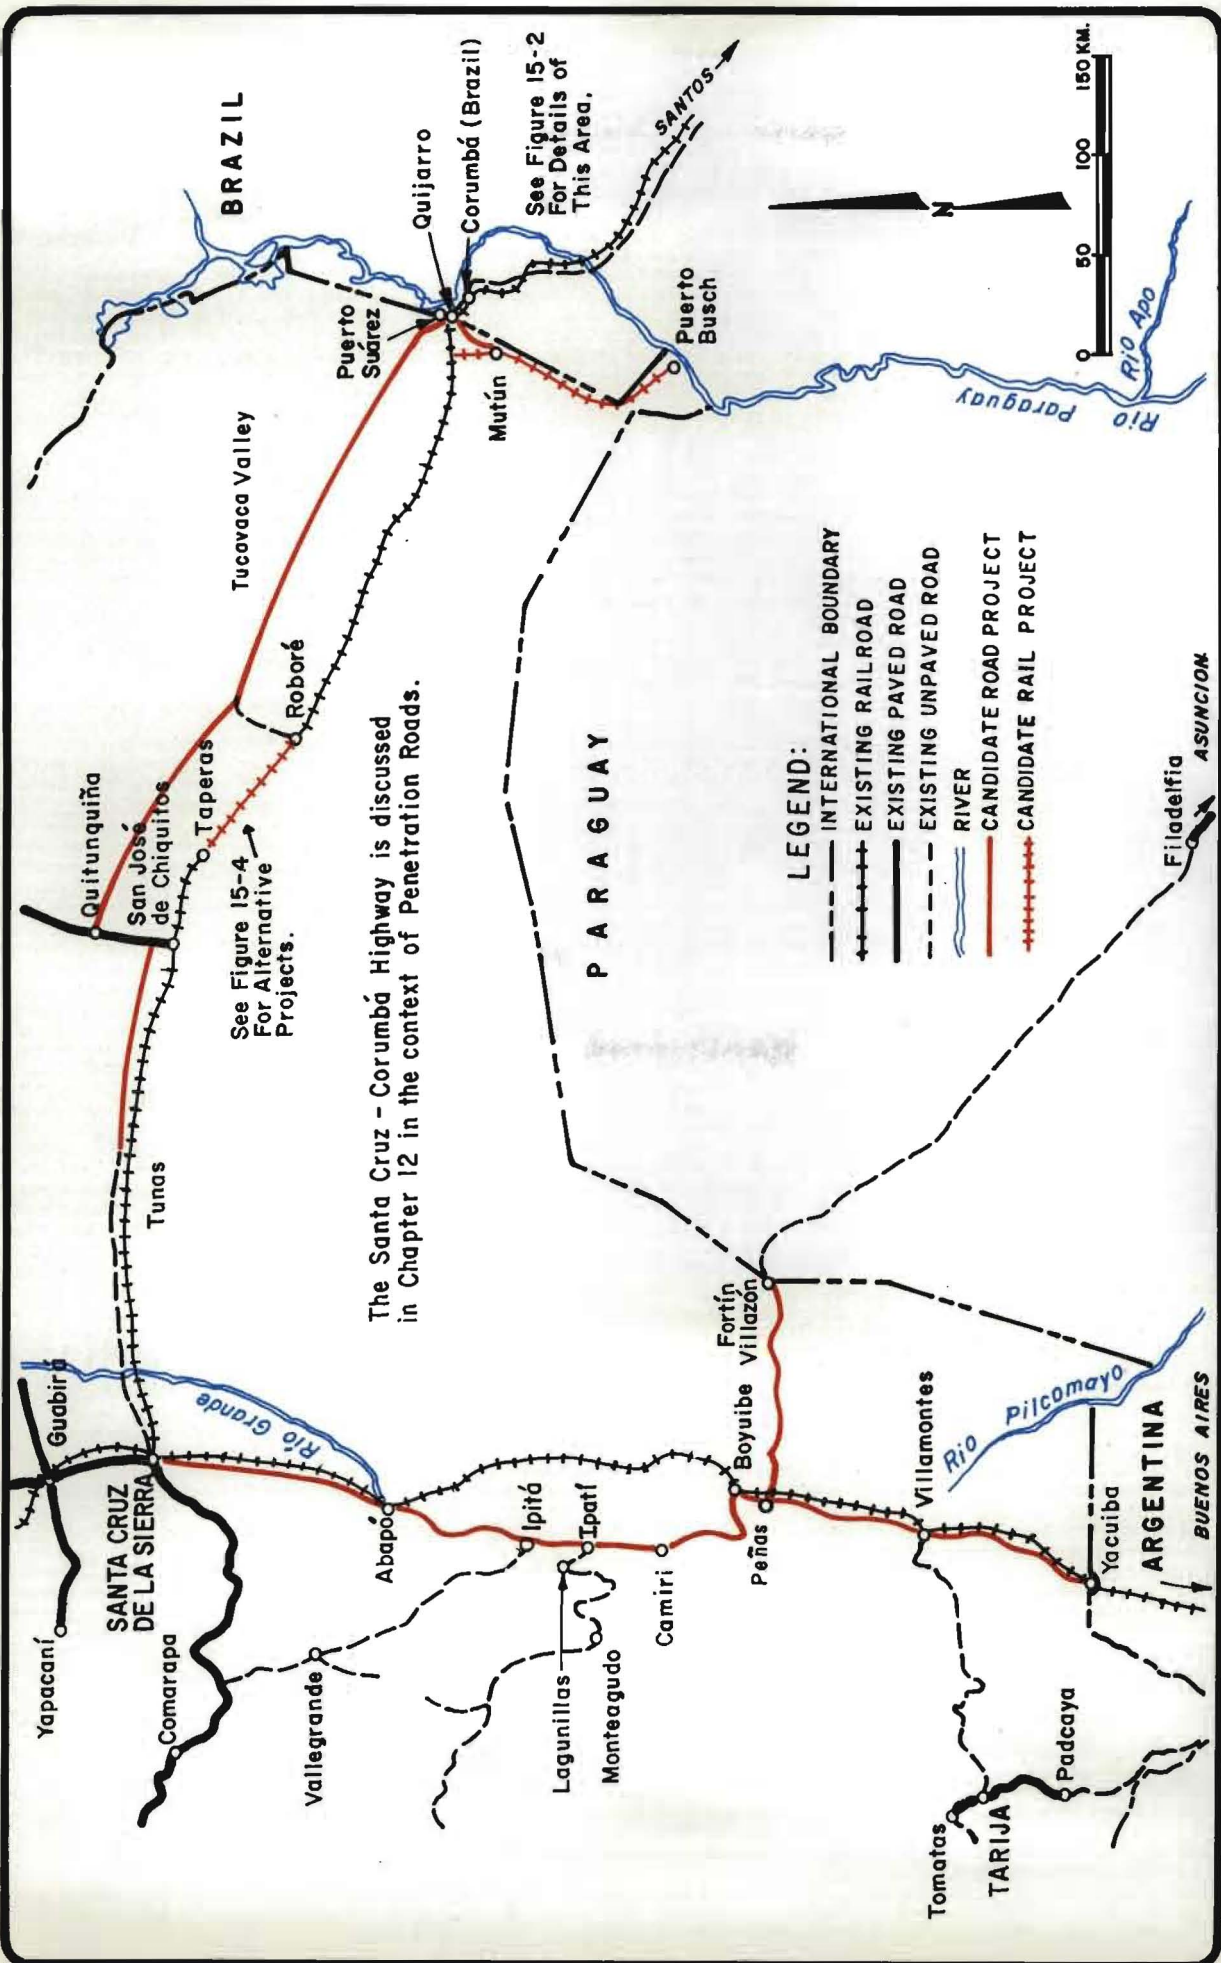 BRAZIL
Quijarro
Corumbá (Brazil)
See Figure 15-2
For Details of
This Area.
SANTOS
Puerto
Suárez
Mutún
Puerto
Busch
Tucavaca Valley
Roboré
Taperas
Quitunquiña
San José
de Chiquitos
See Figure 15-4
For Alternative
Projects.
Tunas
The Santa Cruz - Corumbá Highway is discussed
in Chapter 12 in the context of Penetration Roads.
Guabirá
Río Grande
SANTA CRUZ
DE LA SIERRA
Yapacaní
Comarapa
Vallegrande
Abapó
Ipitá
Ipatí
Lagunillas
Monteagudo
Camiri
Boyuibe
Peñas
Fortín
Villazón
Villamontes
Río Pilcomayo
Yacuiba
ARGENTINA
BUENOS AIRES
Tomatas
TARIJA
Padcaya
PARAGUAY
Filadelfia
ASUNCION
Río Paraguay
Río Apo
N
0 50 100 150 KM.
LEGEND:
INTERNATIONAL BOUNDARY
EXISTING RAILROAD
EXISTING PAVED ROAD
EXISTING UNPAVED ROAD
RIVER
CANDIDATE ROAD PROJECT
CANDIDATE RAIL PROJECT